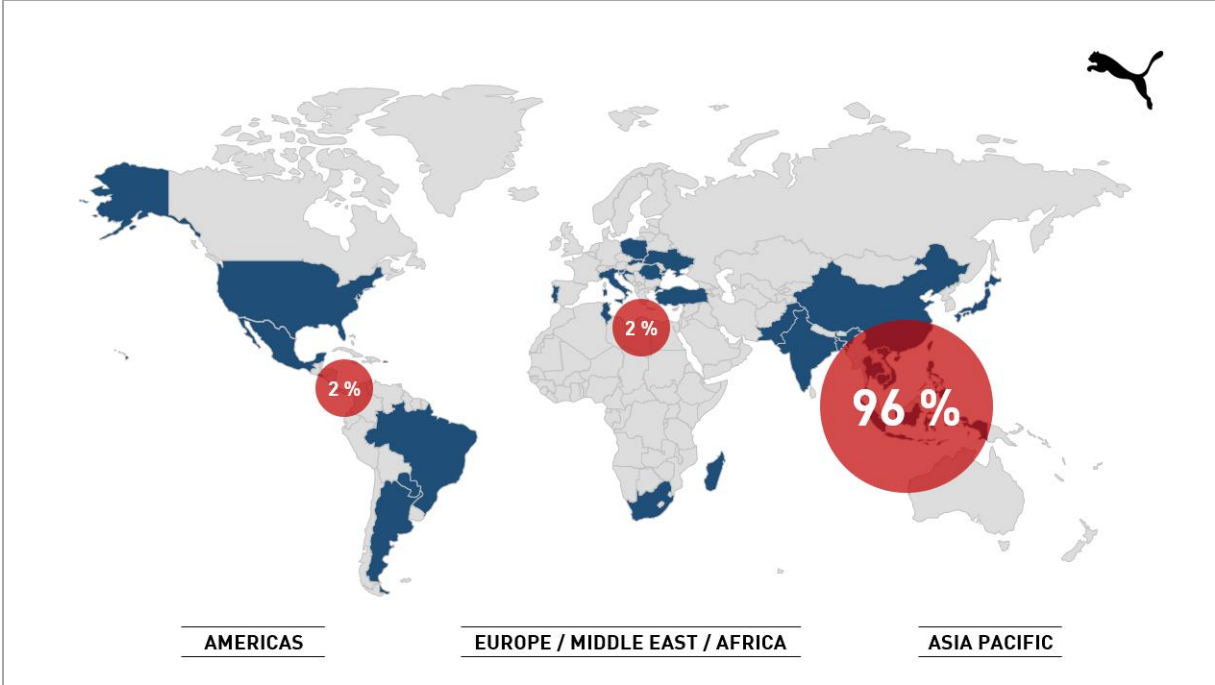 2 %
2 %
96 %
AMERICAS
EUROPE / MIDDLE EAST / AFRICA
ASIA PACIFIC